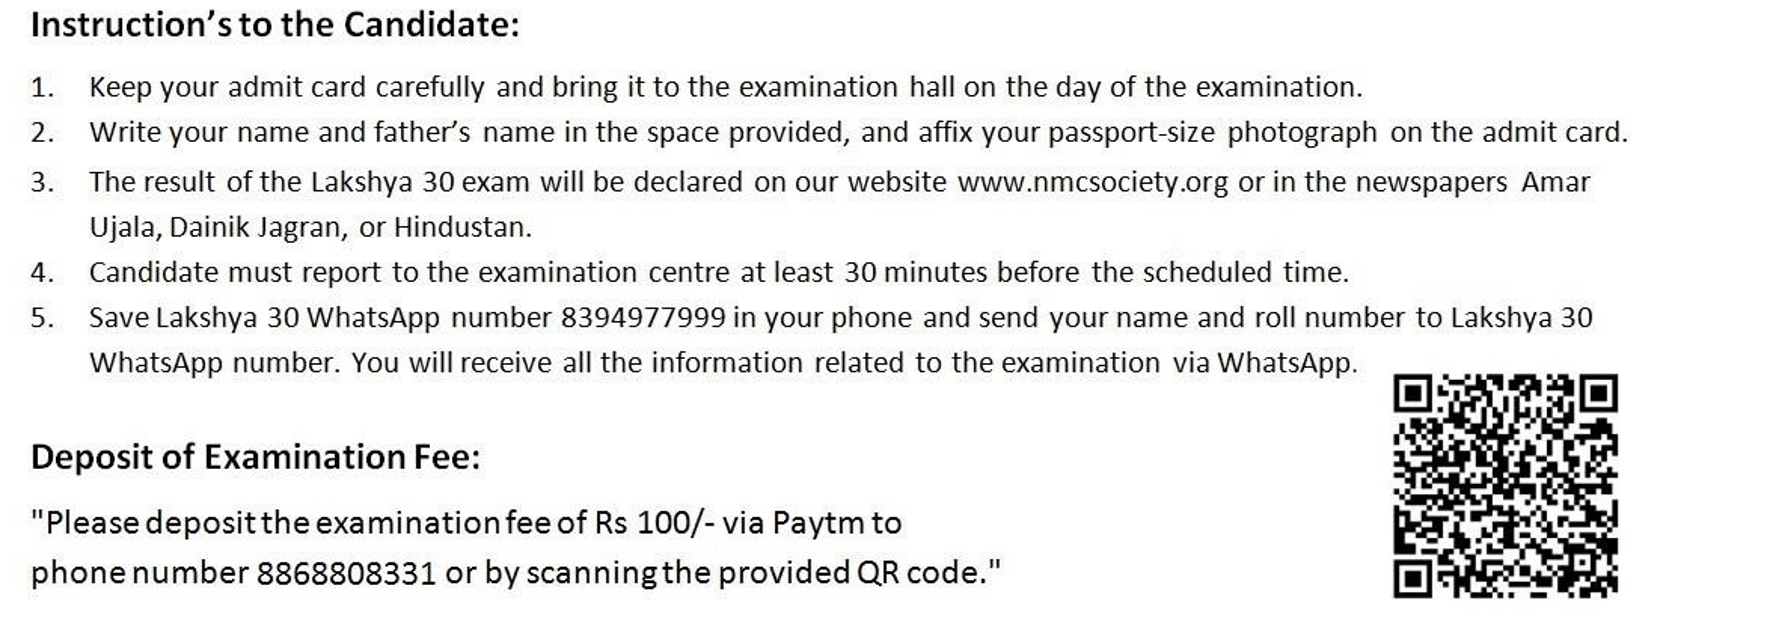 Instruction's to the Candidate:
1. Keep your admit card carefully and bring it to the examination hall on the day of the examination.
2. Write your name and father's name in the space provided, and affix your passport-size photograph on the admit card.
3. The result of the Lakshya 30 exam will be declared on our website www.nmcsociety.org or in the newspapers Amar
Ujala, Dainik Jagran, or Hindustan.
4. Candidate must report to the examination centre at least 30 minutes before the scheduled time.
5. Save Lakshya 30 WhatsApp number 8394977999 in your phone and send your name and roll number to Lakshya 30
WhatsApp number. You will receive all the information related to the examination via WhatsApp.
Deposit of Examination Fee:
"Please deposit the examination fee of Rs 100/- via Paytm to
phone number 8868808331 or by scanning the provided QR code."